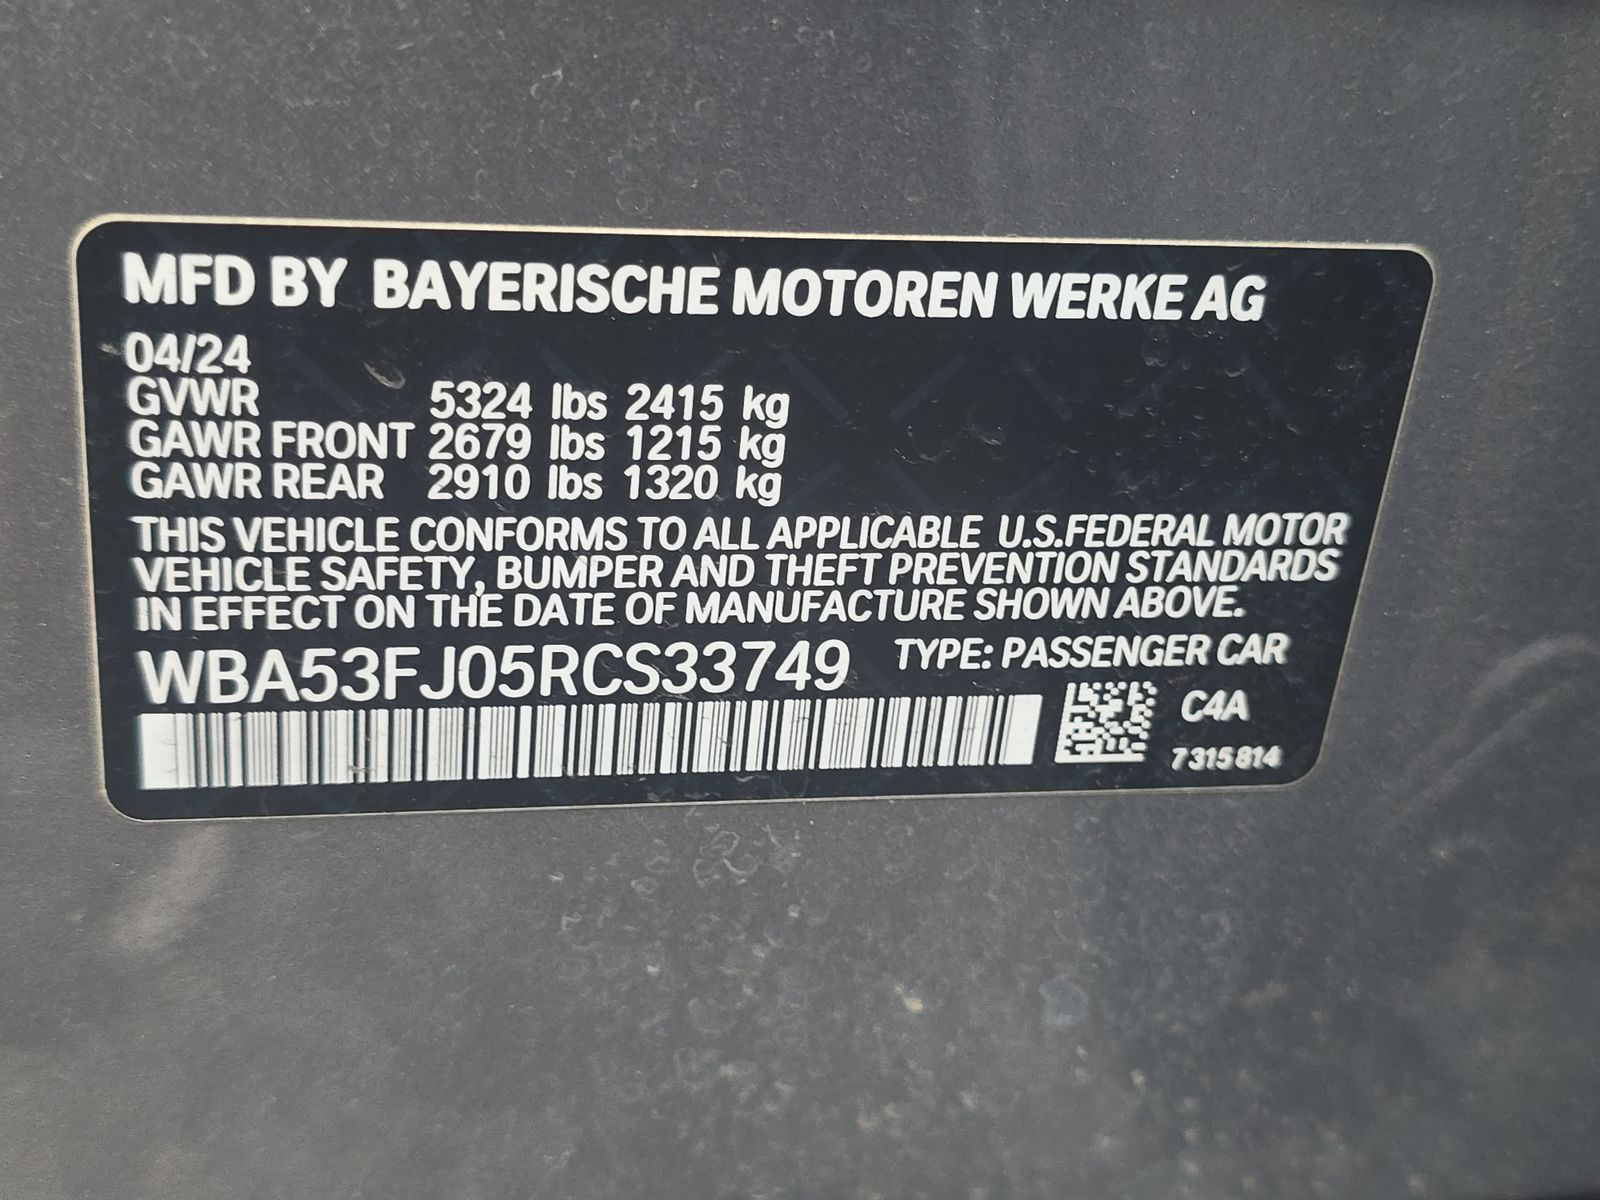 MFD BY BAYERISCHE MOTOREN WERKE AG
04/24
GVWR 5324 lbs 2415 kg
GAWR FRONT 2679 lbs 1215 kg
GAWR REAR 2910 lbs 1320 kg
THIS VEHICLE CONFORMS TO ALL APPLICABLE U.S.FEDERAL MOTOR
VEHICLE SAFETY, BUMPER AND THEFT PREVENTION STANDARDS
IN EFFECT ON THE DATE OF MANUFACTURE SHOWN ABOVE.
WBA53FJ05RCS33749 TYPE: PASSENGER CAR
C4A
7315814